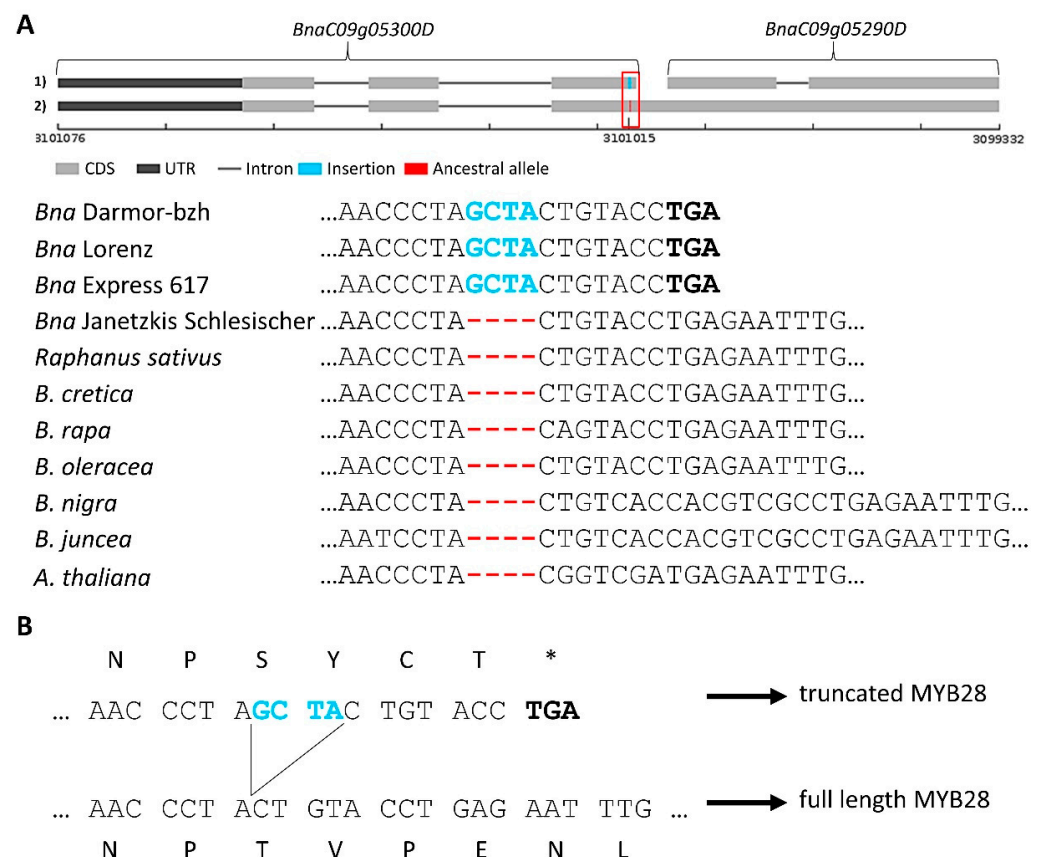 A
BnaC09g05300D BnaC09g05290D
1)
2)
3101076 3101015 3099332
CDS UTR Intron Insertion Ancestral allele
Bna Darmor-bzh ...AACCCTAGCTACTGTACCTGA
Bna Lorenz ...AACCCTAGCTACTGTACCTGA
Bna Express 617 ...AACCCTAGCTACTGTACCTGA
Bna Janetzkis Schlesischer ...AACCCTA----CTGTACCTGAGAATTTG...
Raphanus sativus ...AACCCTA----CTGTACCTGAGAATTTG...
B. cretica ...AACCCTA----CTGTACCTGAGAATTTG...
B. rapa ...AACCCTA----CAGTACCTGAGAATTTG...
B. oleracea ...AACCCTA----CTGTACCTGAGAATTTG...
B. nigra ...AACCCTA----CTGTCACCACGTCGCCTGAGAATTTG...
B. juncea ...AATCCTA----CTGTCACCACGTCGCCTGAGAATTTG...
A. thaliana ...AACCCTA----CGGTCGATGAGAATTTG...
B
N P S Y C T *
... AAC CCT AGC TAC TGT ACC TGA truncated MYB28
... AAC CCT ACT GTA CCT GAG AAT TTG ... full length MYB28
N P T V P E N L